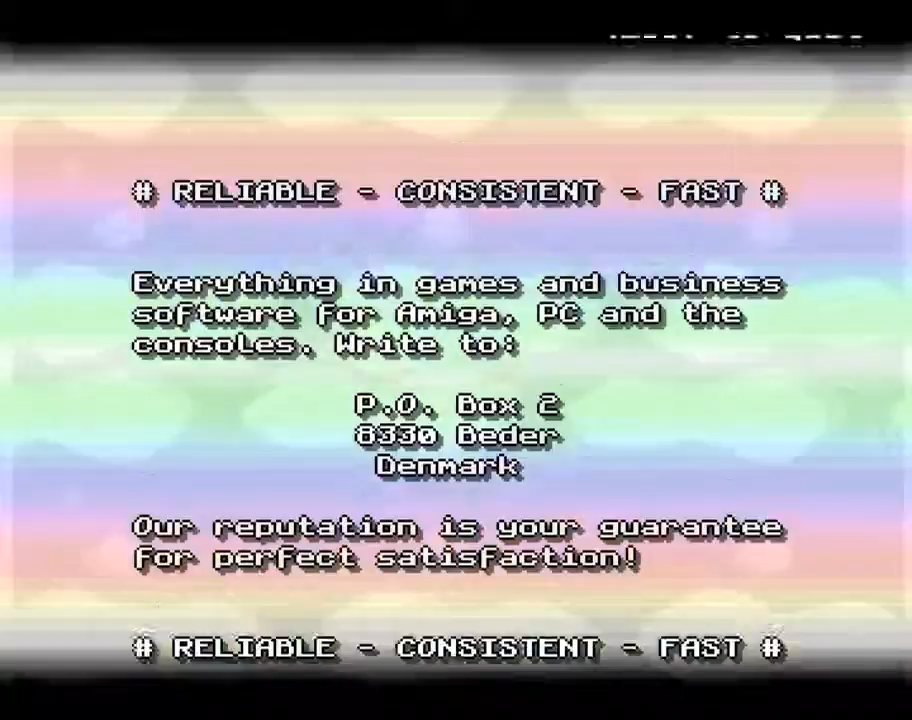 # RELIABLE - CONSISTENT - FAST #
Everything in games and business
software for Amiga, PC and the
consoles. Write to:
P.O. Box 2
8330 Beder
Denmark
Our reputation is your guarantee
for perfect satisfaction!
# RELIABLE - CONSISTENT - FAST #